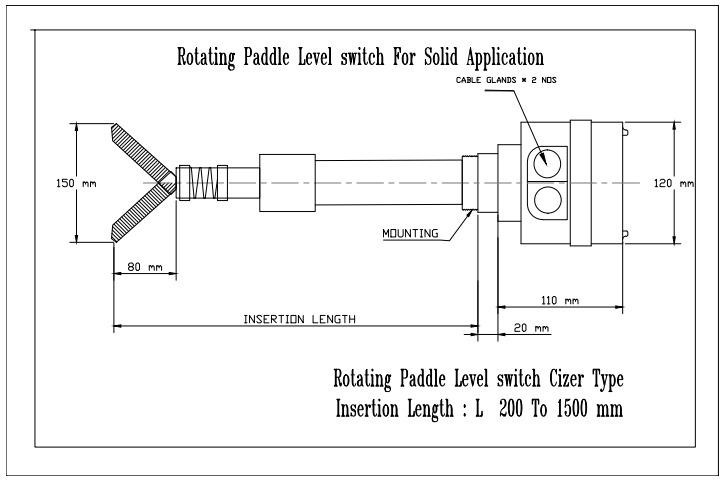 Rotating Paddle Level switch For Solid Application
CABLE GLANDS * 2 NOS
150 mm
120 mm
MOUNTING
80 mm
110 mm
INSERTION LENGTH
20 mm
Rotating Paddle Level switch Cizer Type
Insertion Length : L 200 To 1500 mm